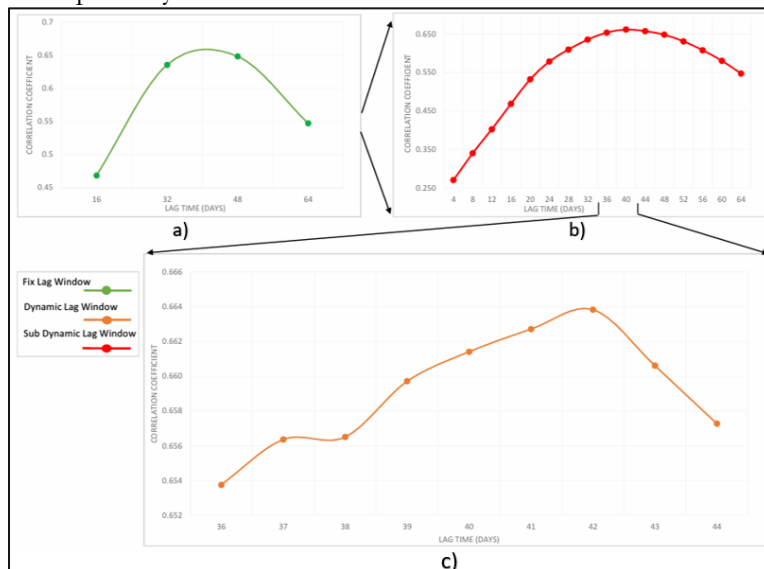 0.7
0.65
0.6
0.55
0.5
0.45
CORRELATION COEFFICIENT
16 32 48 64
LAG TIME (DAYS)
a)
0.650
0.550
0.450
0.350
0.250
CORRELATION COEFFICIENT
4 8 12 16 20 24 28 32 36 40 44 48 52 56 60 64
LAG TIME (DAYS)
b)
Fix Lag Window
Dynamic Lag Window
Sub Dynamic Lag Window
0.666
0.664
0.662
0.660
0.658
0.656
0.654
0.652
CORRELATION COEFFICIENT
36 37 38 39 40 41 42 43 44
LAG TIME (DAYS)
c)